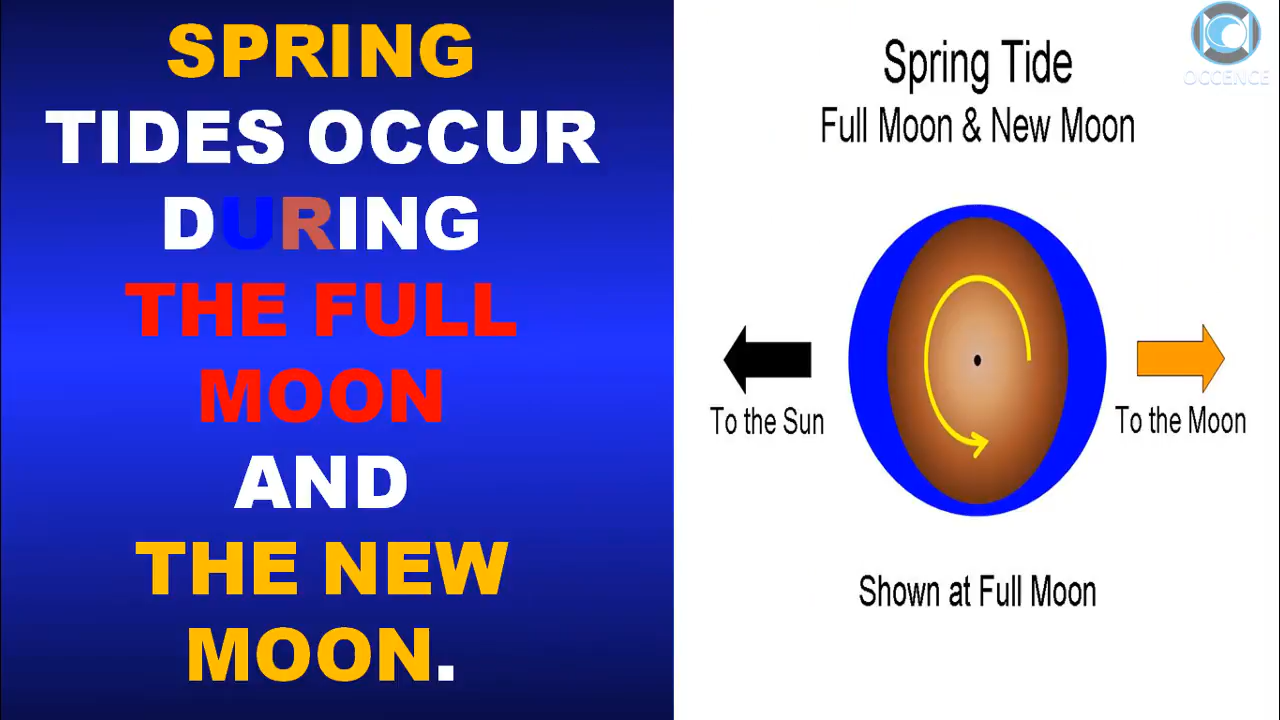 SPRING
TIDES OCCUR
DURING
THE FULL
MOON
AND
THE NEW
MOON.
Spring Tide
Full Moon & New Moon
To the Sun
To the Moon
Shown at Full Moon
OCCENCE